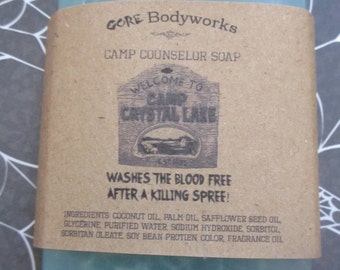 GORE Bodyworks
CAMP COUNSELUR SOAP
WELCOME TO
CAMP
CRYSTAL LAKE
WASHES THE BLOOD FREE
AFTER A KILLING SPREE!
INGREDIENTS: COCONUT OIL, PALM OIL, SAFFLOWER SEED OIL,
GLYCERINE, PURIFIED WATER, SODIUM HYDROXIDE, SORBITOL,
SORBITAN OLEATE, SOY BEAN PROTIEN, COLOR, FRAGRANCE OIL